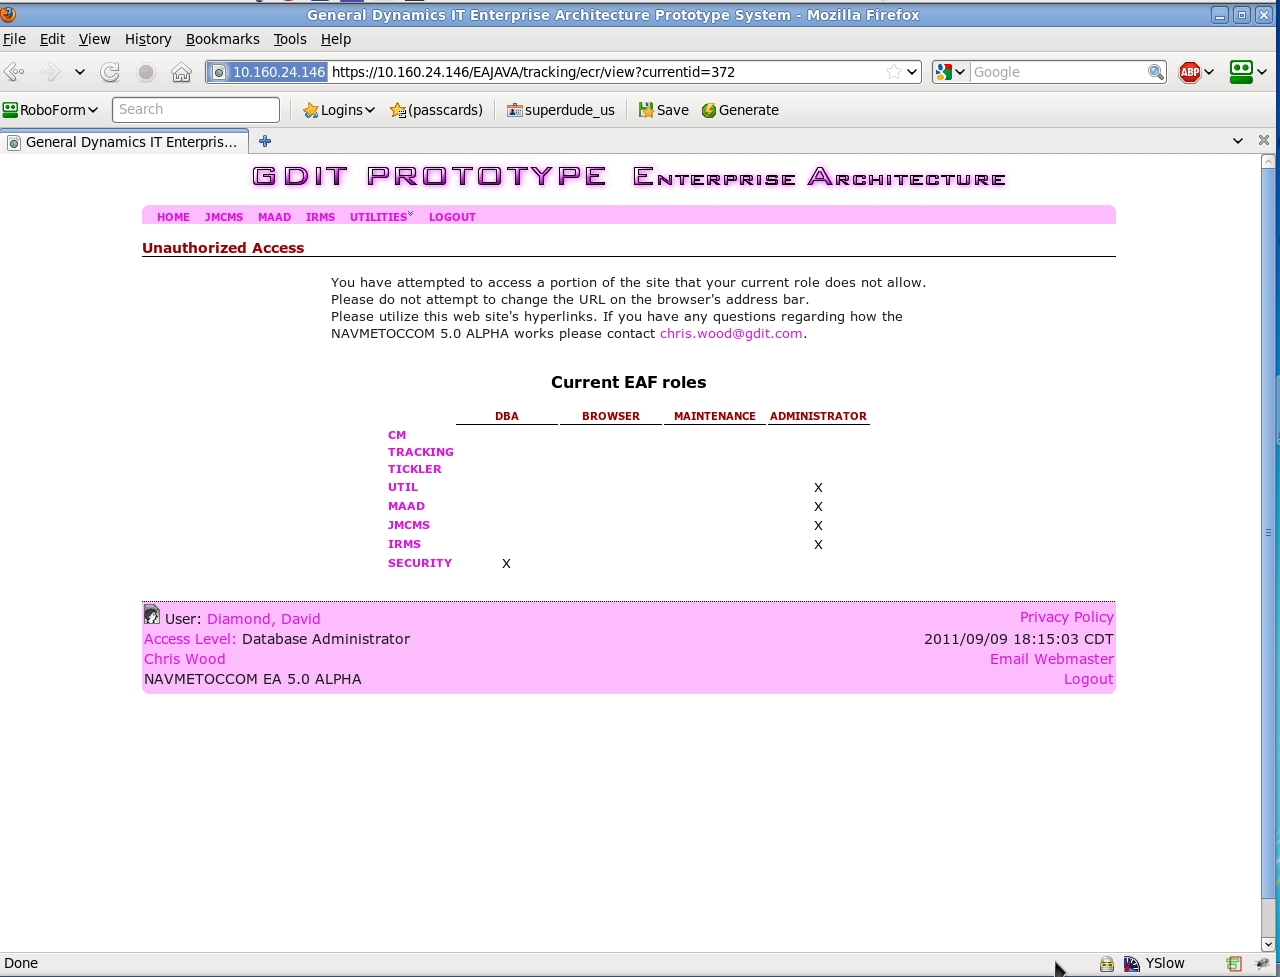 General Dynamics IT Enterprise Architecture Prototype System - Mozilla Firefox
File Edit View History Bookmarks Tools Help
10.160.24.146 https://10.160.24.146/EAJAVA/tracking/ecr/view?currentid=372 Google ABP
RoboForm Search Logins (passcards) superdude_us Save Generate
General Dynamics IT Enterpris...
GDIT PROTOTYPE ENTERPRISE ARCHITECTURE
HOME JMCMS MAAD IRMS UTILITIES LOGOUT
Unauthorized Access
You have attempted to access a portion of the site that your current role does not allow.
Please do not attempt to change the URL on the browser's address bar.
Please utilize this web site's hyperlinks. If you have any questions regarding how the
NAVMETOCCOM 5.0 ALPHA works please contact chris.wood@gdit.com.
Current EAF roles
DBA BROWSER MAINTENANCE ADMINISTRATOR
CM
TRACKING
TICKLER
UTIL X
MAAD X
JMCMS X
IRMS X
SECURITY X
User: Diamond, David Privacy Policy
Access Level: Database Administrator 2011/09/09 18:15:03 CDT
Chris Wood Email Webmaster
NAVMETOCCOM EA 5.0 ALPHA Logout
Done YSlow